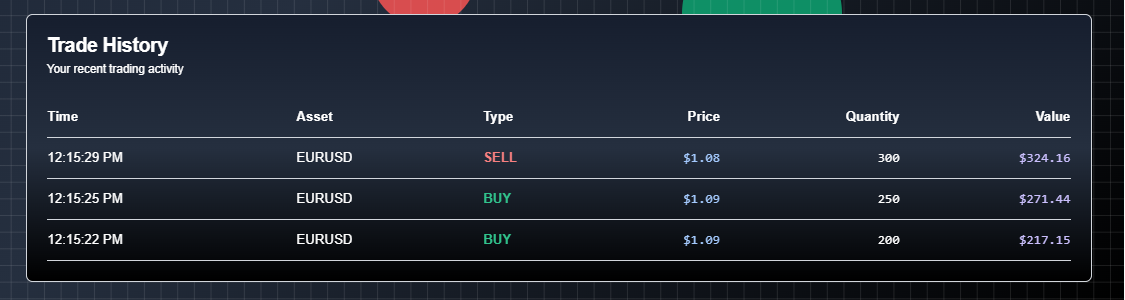 Trade History
Your recent trading activity
Time Asset Type Price Quantity Value
12:15:29 PM EURUSD SELL $1.08 300 $324.16
12:15:25 PM EURUSD BUY $1.09 250 $271.44
12:15:22 PM EURUSD BUY $1.09 200 $217.15